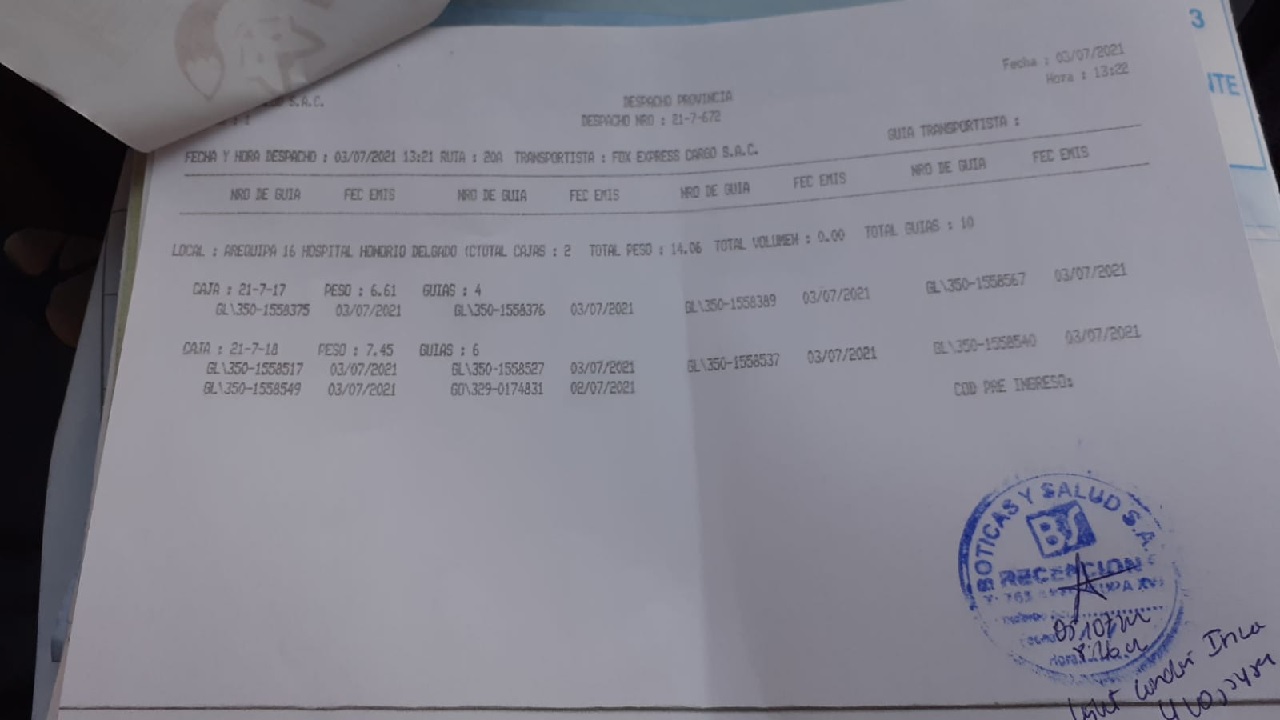 3
NTE
Fecha : 03/07/2021
Hora : 13:22
S.A.C.
DESPACHO PROVINCIA
DESPACHO NRO : 21-7-672
GUIA TRANSPORTISTA :
FECHA Y HORA DESPACHO : 03/07/2021 13:21 RUTA : 20A TRANSPORTISTA : FOX EXPRESS CARGO S.A.C.
NRO DE GUIA FEC EMIS NRO DE GUIA FEC EMIS NRO DE GUIA FEC EMIS NRO DE GUIA FEC EMIS
LOCAL : AREQUIPA 16 HOSPITAL HONORIO DELGADO (CTOTAL CAJAS : 2 TOTAL PESO : 14.06 TOTAL VOLUMEN : 0.00 TOTAL GUIAS : 10
CAJA : 21-7-17 PESO : 6.61 GUIAS : 4
GL\350-1558375 03/07/2021 GL\350-1558376 03/07/2021 GL\350-1558389 03/07/2021 GL\350-1558567 03/07/2021
CAJA : 21-7-18 PESO : 7.45 GUIAS : 6
GL\350-1558517 03/07/2021 GL\350-1558527 03/07/2021 GL\350-1558537 03/07/2021 GL\350-1558540 03/07/2021
GL\350-1558549 03/07/2021 GO\329-0174831 02/07/2021
COD PRE INGRESO:
BOTICAS Y SALUD S.A.
BS
RECEPCION
Inca